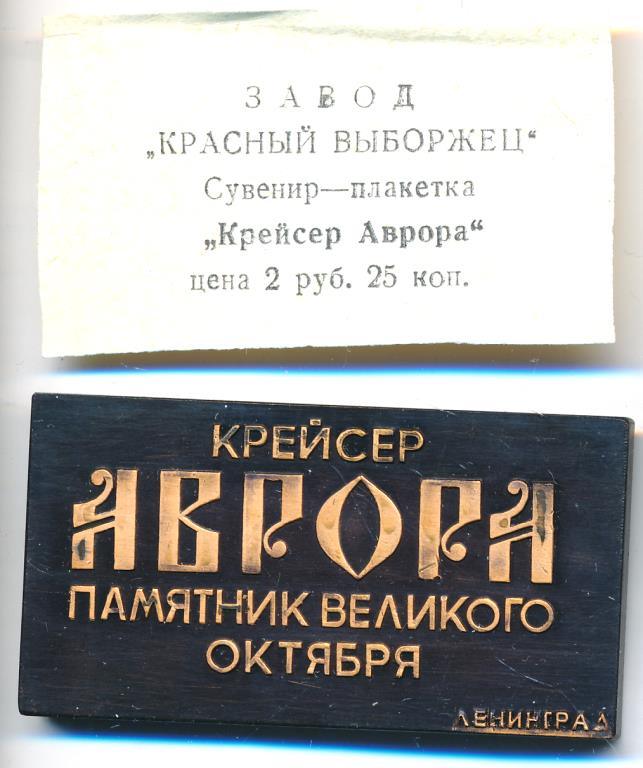 ЗАВОД
„КРАСНЫЙ ВЫБОРЖЕЦ“
Сувенир—плакетка
„Крейсер Аврора“
цена 2 руб. 25 коп.
КРЕЙСЕР
АВРОРА
ПАМЯТНИК ВЕЛИКОГО
ОКТЯБРЯ
ЛЕНИНГРАД